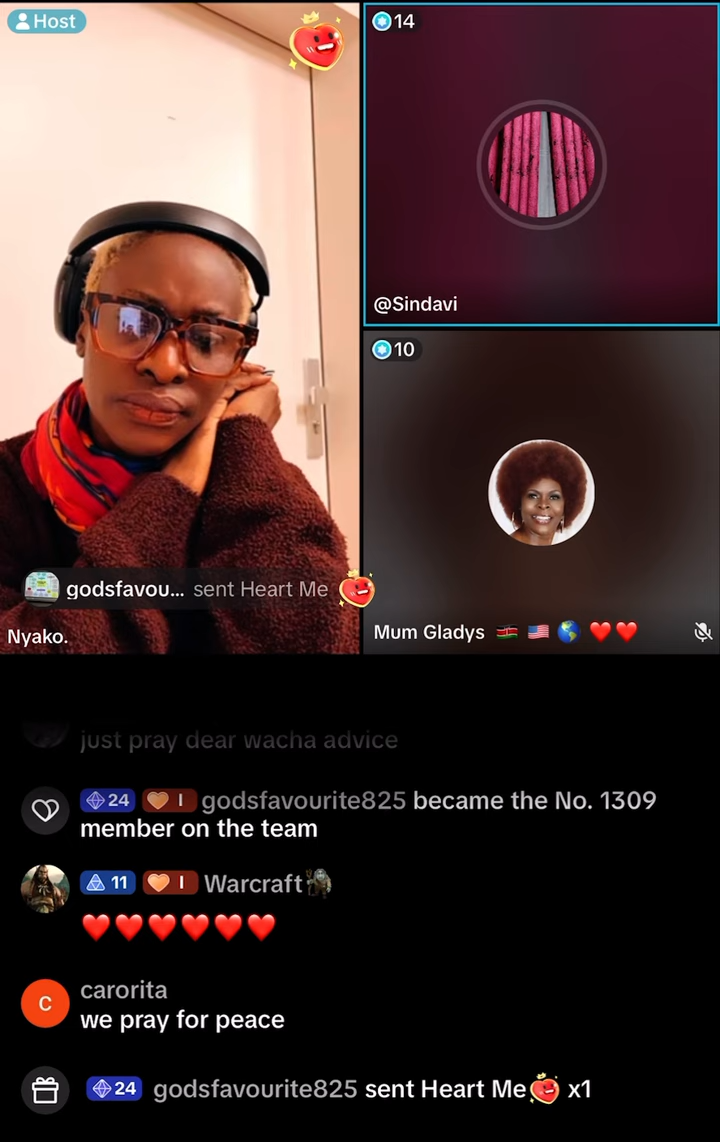 Host
14
@Sindavi
10
godsfavou... sent Heart Me
Nyako.
Mum Gladys 🇰🇪 🇺🇸 🌎 ❤️❤️
just pray dear wacha advice
24 I godsfavourite825 became the No. 1309
member on the team
11 I Warcraft
❤️❤️❤️❤️❤️❤️
C
carorita
we pray for peace
24 godsfavourite825 sent Heart Me x1